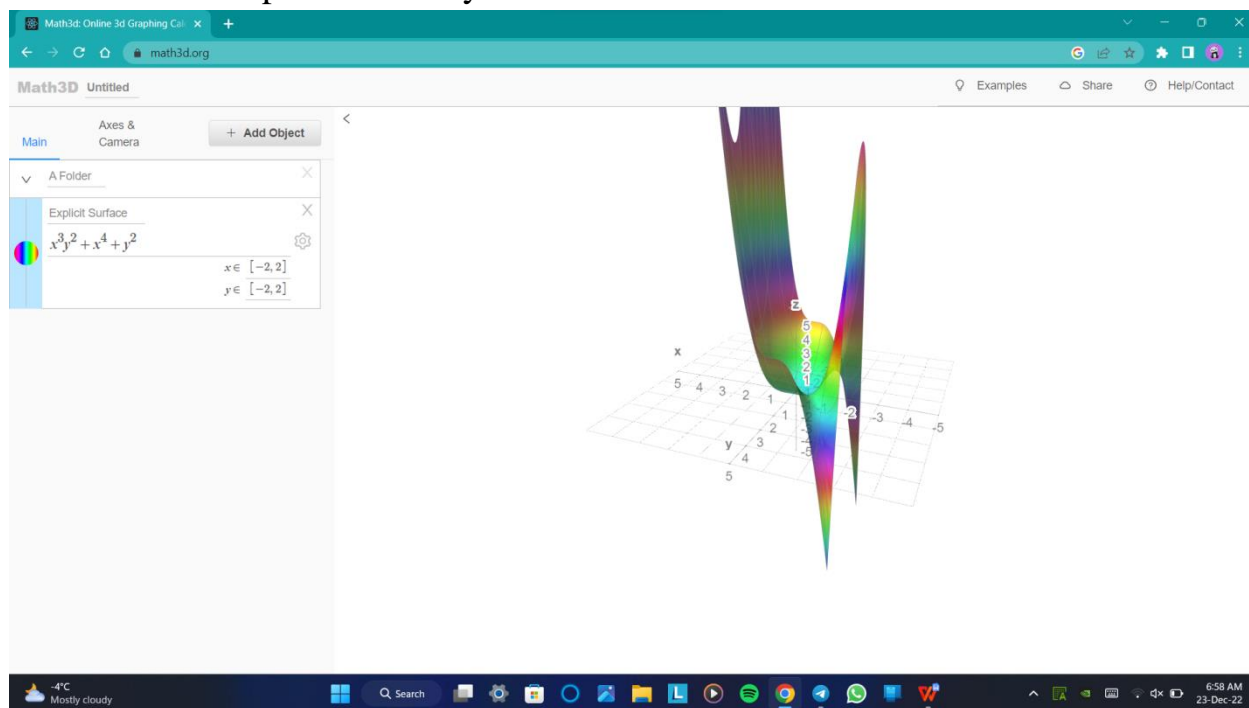 Math3d: Online 3d Graphing Cal
math3d.org
Math3D Untitled
Examples Share Help/Contact
Main Axes & Camera + Add Object
A Folder
Explicit Surface
x³y² + x⁴ + y²
x ∈ [-2, 2]
y ∈ [-2, 2]
z
5
4
3
2
1
x
5 4 3 2 1
-2 -3 -4 -5
1
2
y 3
4
5
-5
-4°C
Mostly cloudy
Search
6:58 AM
23-Dec-22